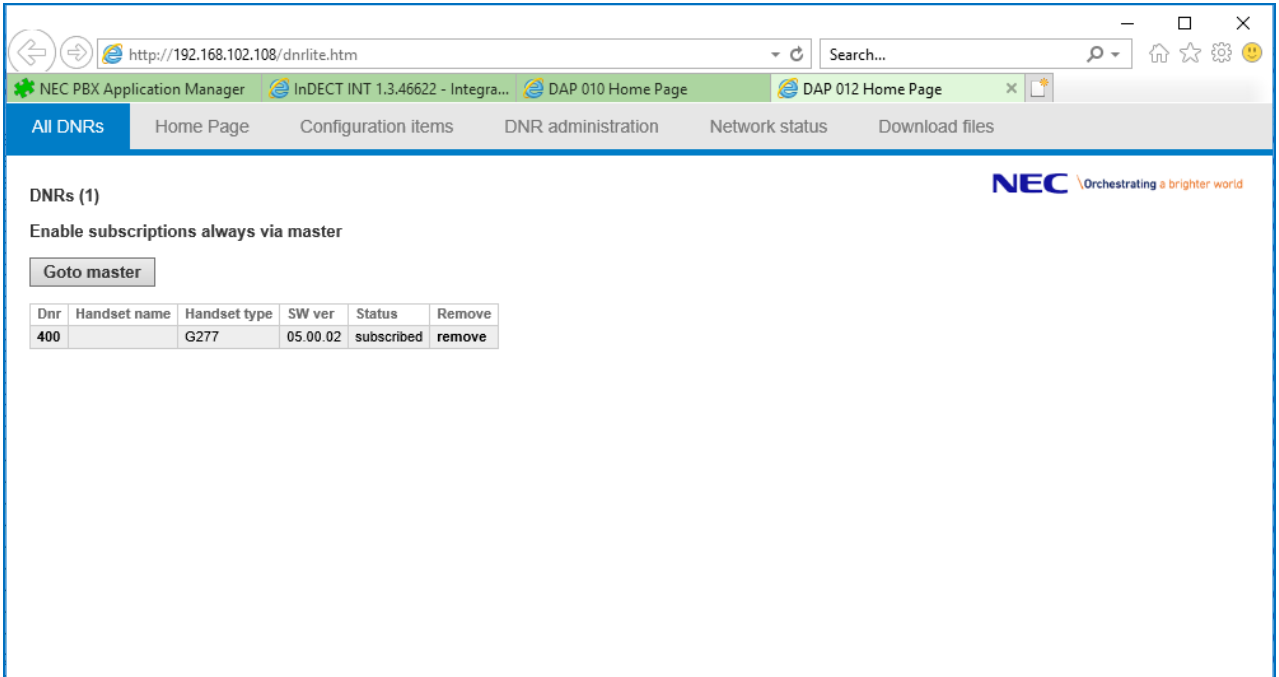 http://192.168.102.108/dnrlite.htm Search...
NEC PBX Application Manager InDECT INT 1.3.46622 - Integra... DAP 010 Home Page DAP 012 Home Page
All DNRs Home Page Configuration items DNR administration Network status Download files
NEC \Orchestrating a brighter world
DNRs (1)
Enable subscriptions always via master
Goto master
Dnr Handset name Handset type SW ver Status Remove
400 G277 05.00.02 subscribed remove